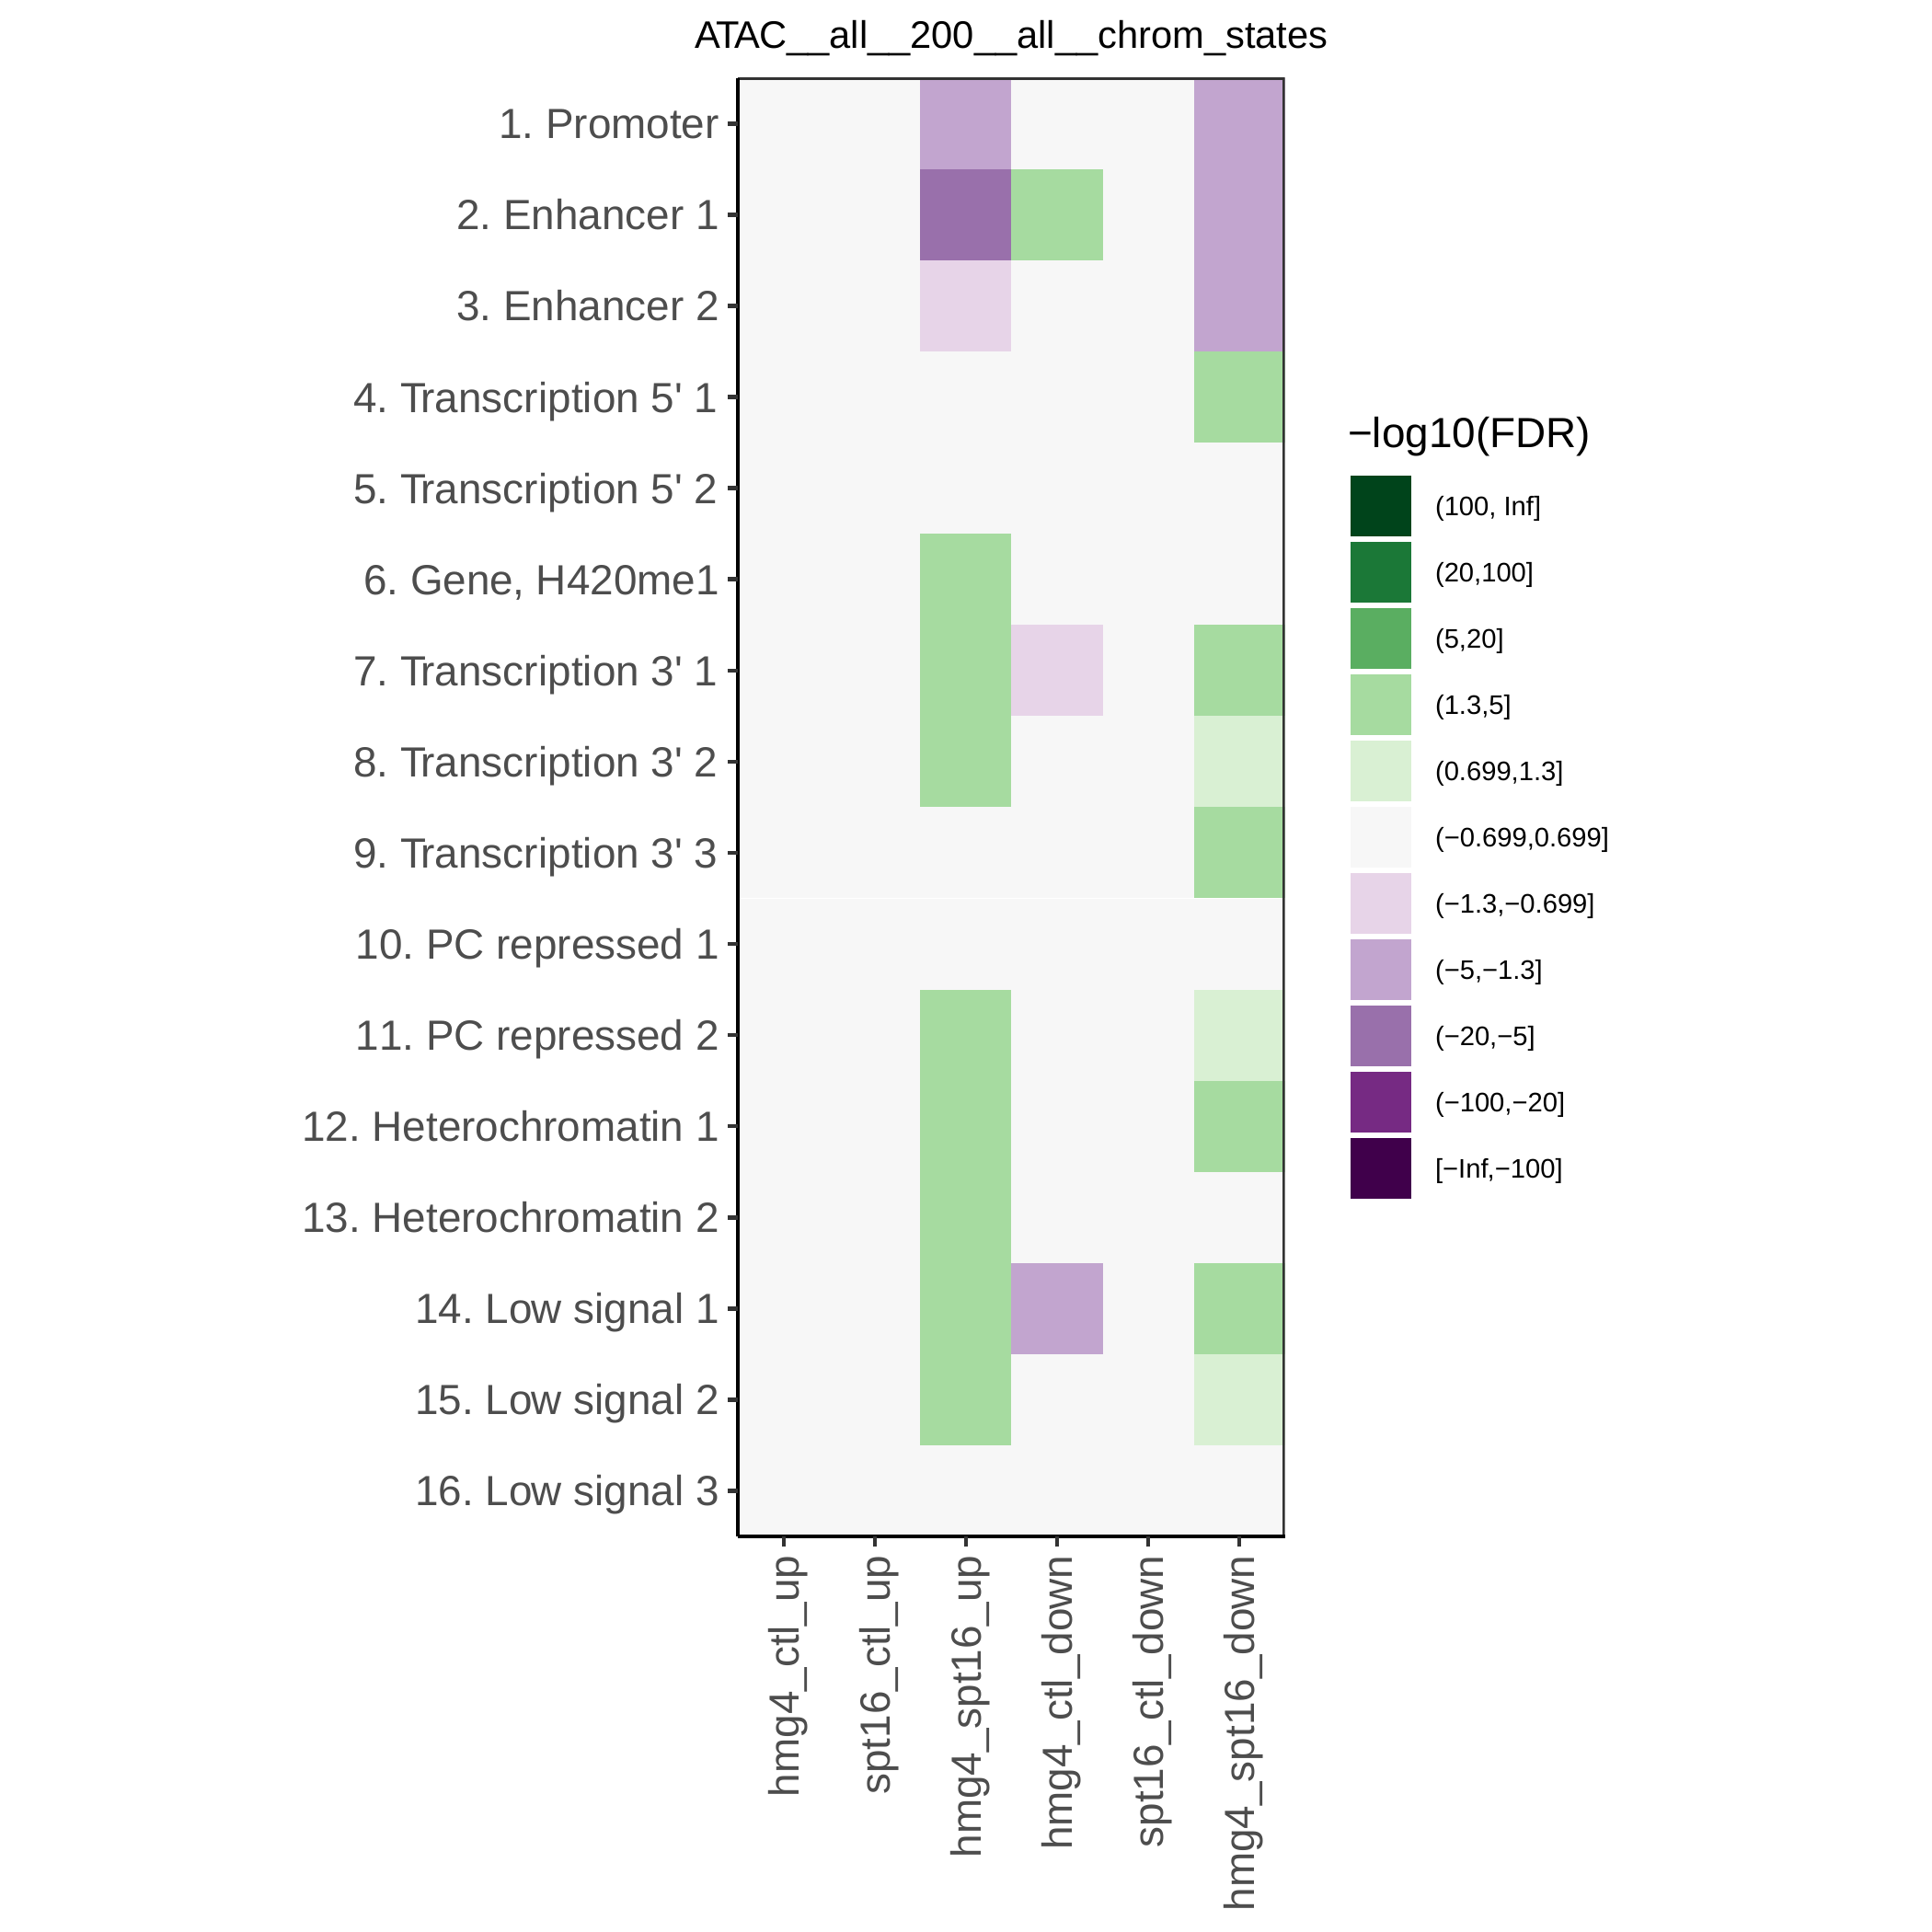 ATAC__all__200__all__chrom_states
1. Promoter
2. Enhancer 1
3. Enhancer 2
4. Transcription 5' 1
5. Transcription 5' 2
6. Gene, H420me1
7. Transcription 3' 1
8. Transcription 3' 2
9. Transcription 3' 3
10. PC repressed 1
11. PC repressed 2
12. Heterochromatin 1
13. Heterochromatin 2
14. Low signal 1
15. Low signal 2
16. Low signal 3
hmg4_ctl_up
spt16_ctl_up
hmg4_spt16_up
hmg4_ctl_down
spt16_ctl_down
hmg4_spt16_down
−log10(FDR)
(100, Inf]
(20,100]
(5,20]
(1.3,5]
(0.699,1.3]
(−0.699,0.699]
(−1.3,−0.699]
(−5,−1.3]
(−20,−5]
(−100,−20]
[−Inf,−100]